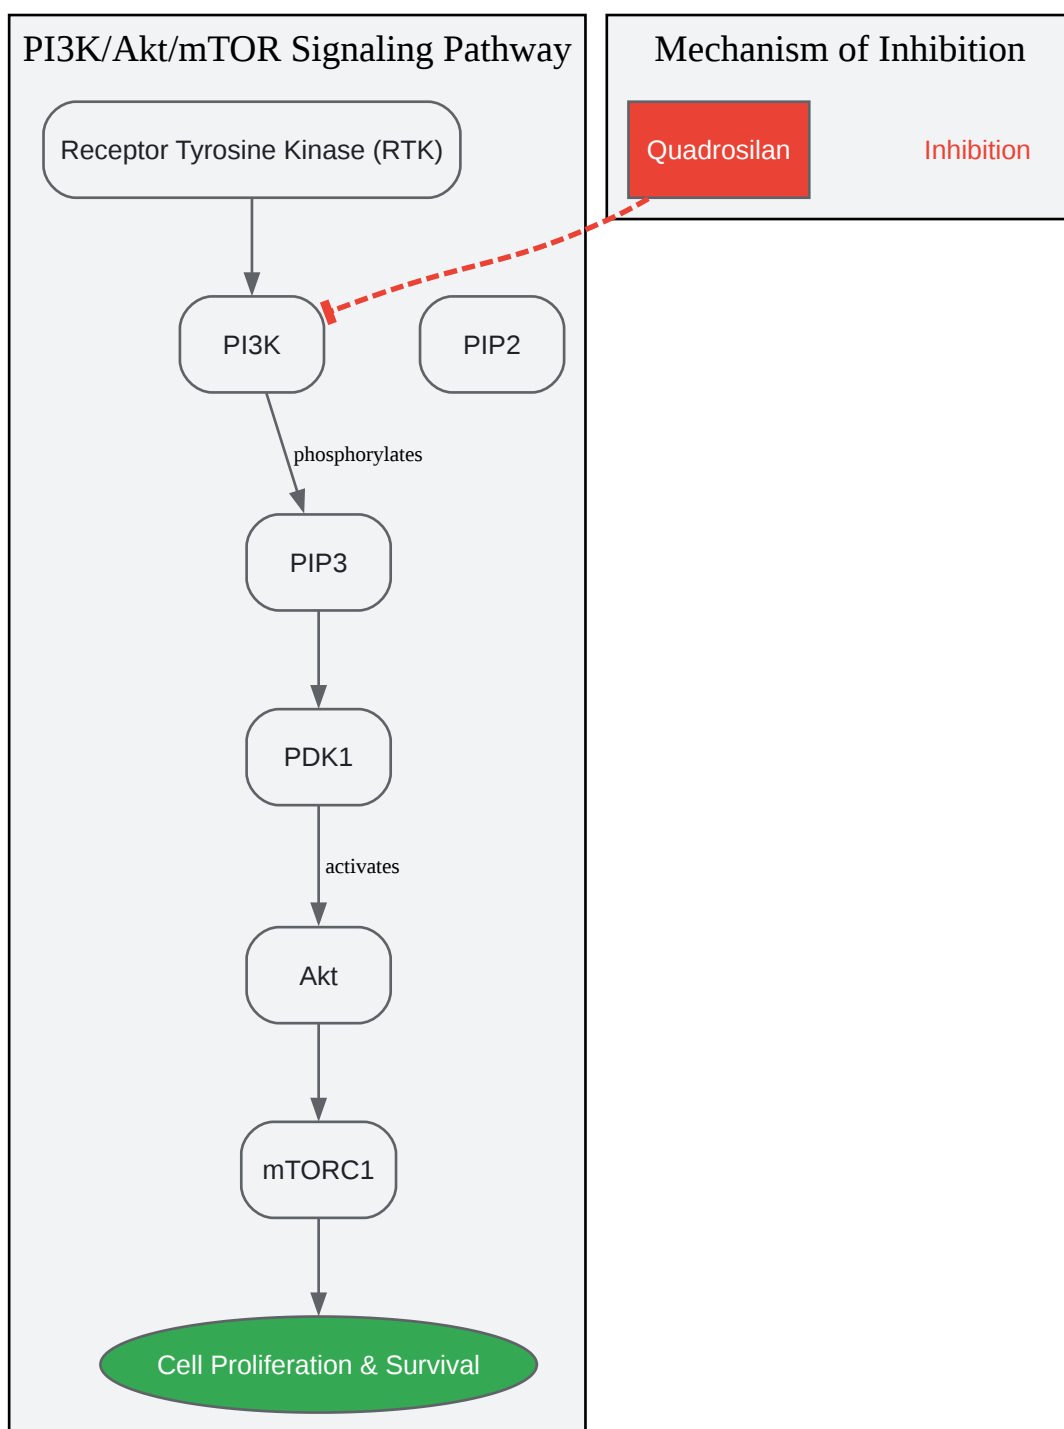 PI3K/Akt/mTOR Signaling Pathway
Mechanism of Inhibition
Receptor Tyrosine Kinase (RTK)
Quadrosilan
Inhibition
PI3K
PIP2
phosphorylates
PIP3
PDK1
activates
Akt
mTORC1
Cell Proliferation & Survival